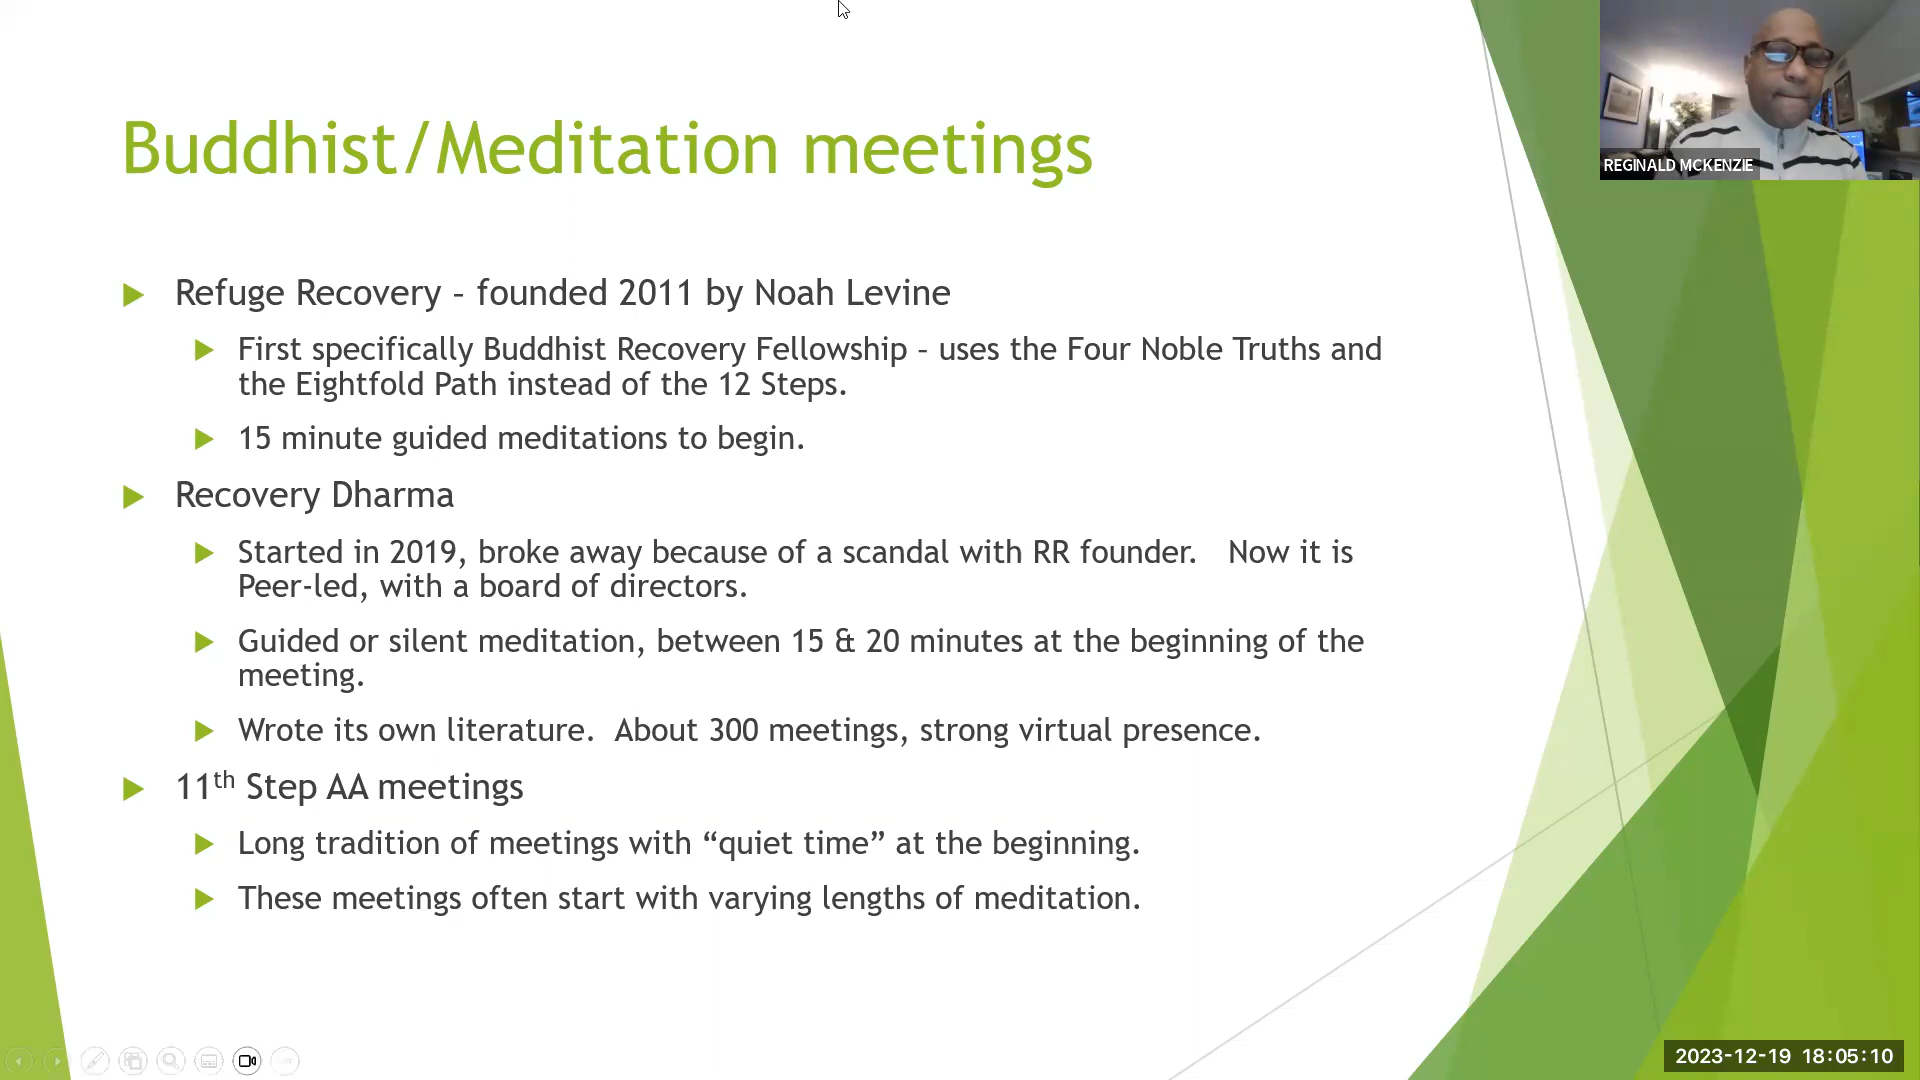 Buddhist/Meditation meetings
REGINALD MCKENZIE
Refuge Recovery – founded 2011 by Noah Levine
First specifically Buddhist Recovery Fellowship – uses the Four Noble Truths and
the Eightfold Path instead of the 12 Steps.
15 minute guided meditations to begin.
Recovery Dharma
Started in 2019, broke away because of a scandal with RR founder.   Now it is
Peer-led, with a board of directors.
Guided or silent meditation, between 15 & 20 minutes at the beginning of the
meeting.
Wrote its own literature.  About 300 meetings, strong virtual presence.
11th Step AA meetings
Long tradition of meetings with “quiet time” at the beginning.
These meetings often start with varying lengths of meditation.
2023-12-19 18:05:10